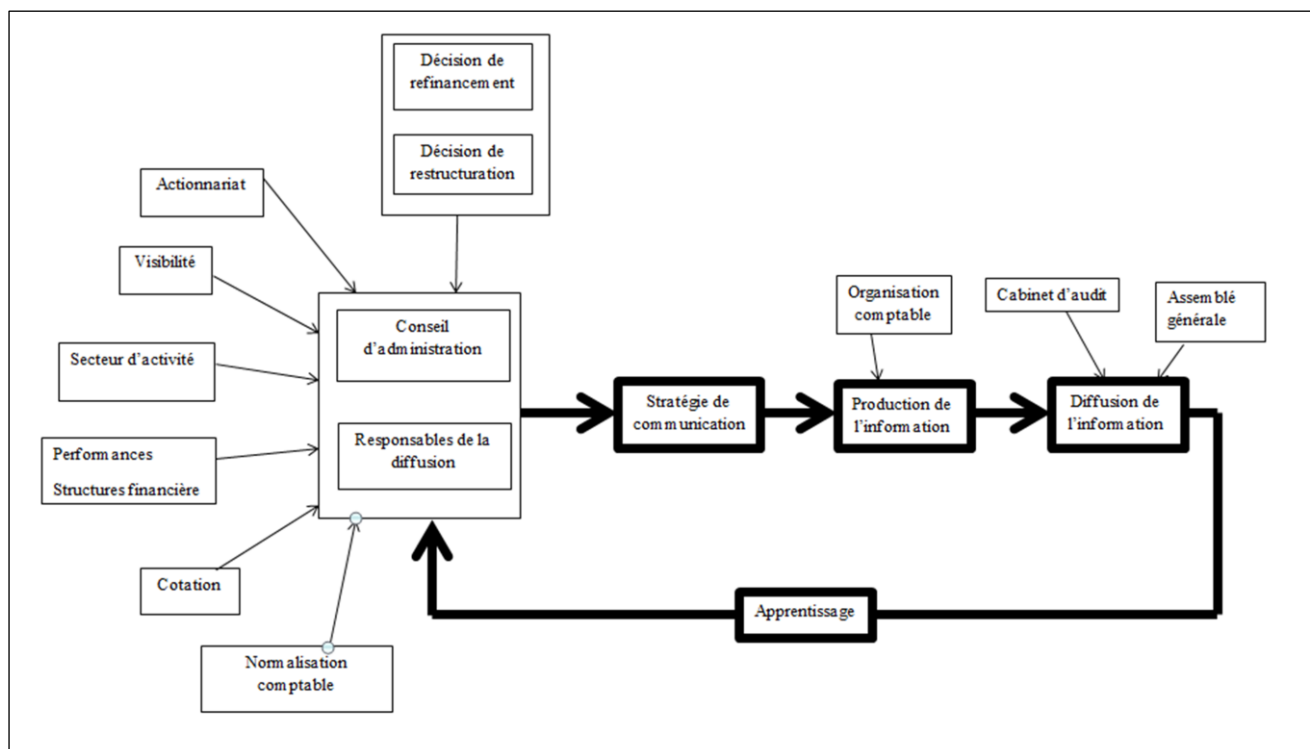 Décision de
refinancement
Décision de
restructuration
Actionnariat
Visibilité
Secteur d'activité
Performances
Structures financière
Cotation
Normalisation
comptable
Conseil
d'administration
Responsables de la
diffusion
Stratégie de
communication
Organisation
comptable
Production de
l'information
Cabinet d'audit
Assemblé
générale
Diffusion de
l'information
Apprentissage